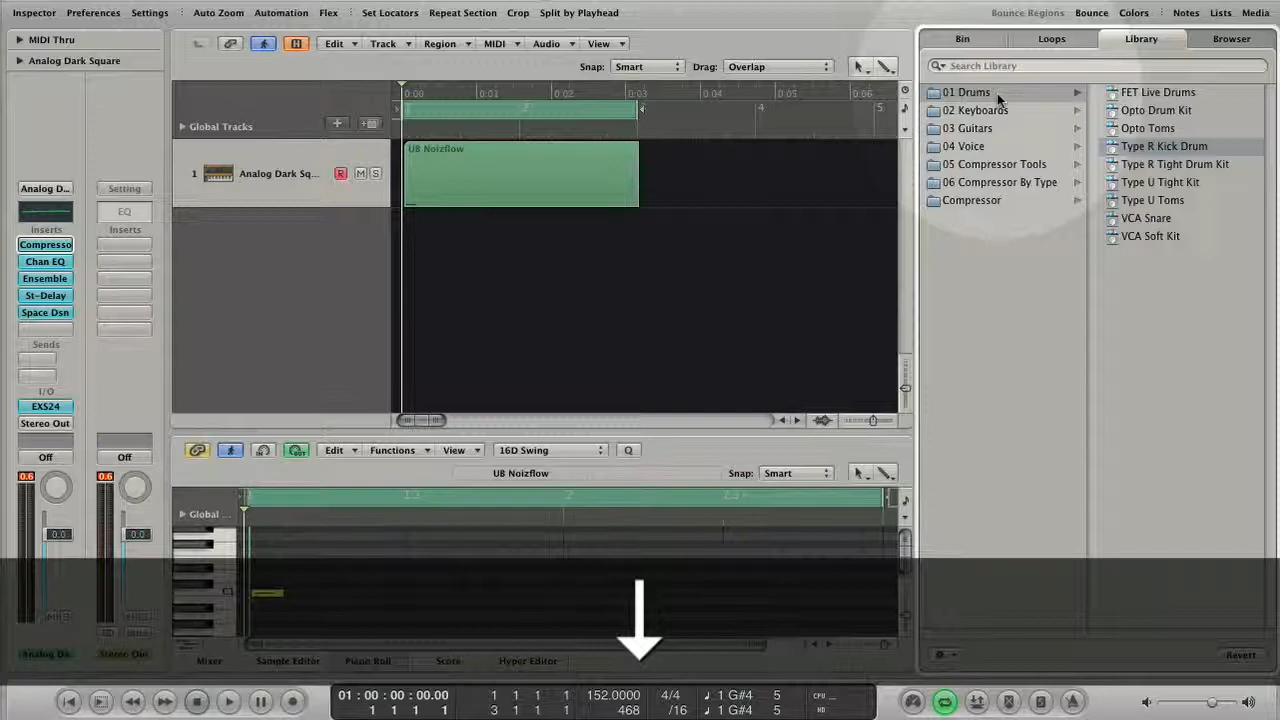 Inspector Preferences Settings Auto Zoom Automation Flex Set Locators Repeat Section Crop Split by Playhead Bounce Regions Bounce Colors Notes Lists Media
MIDI Thru
Analog Dark Square
Edit Track Region MIDI Audio View
Snap: Smart Drag: Overlap
Bin Loops Library Browser
Search Library
0:00 0:01 0:02 0:03 0:04 0:05 0:06
2 4 5
Global Tracks
U8 Noizflow
1 Analog Dark Sq... R M S
01 Drums
02 Keyboards
03 Guitars
04 Voice
05 Compressor Tools
06 Compressor By Type
Compressor
FET Live Drums
Opto Drum Kit
Opto Toms
Type R Kick Drum
Type R Tight Drum Kit
Type U Tight Kit
Type U Toms
VCA Snare
VCA Soft Kit
Analog D... Setting
EQ
Inserts Inserts
Compresso
Chan EQ
Ensemble
St-Delay
Space Dsn
Sends
I/O
EXS24
Stereo Out
Off Off
0.6 0.6
0.0 0.0
Analog Da.. Stereo Out
Edit Functions View 16D Swing Q
U8 Noizflow Snap: Smart
2
Global ...
Mixer Sample Editor Piano Roll Score Hyper Editor
Revert
01 : 00 : 00 : 00.00 1 1 1 1 152.0000 4/4 1 G#4 5 CPU
1 1 1 1 3 1 1 1 468 /16 1 G#4 5 HD